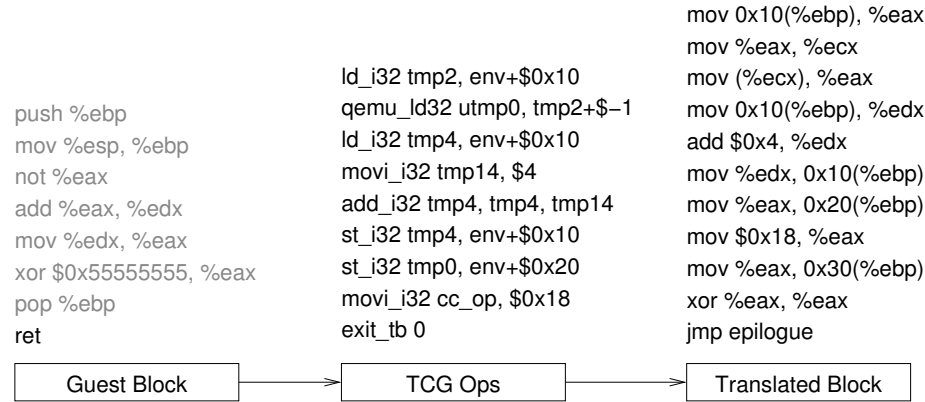 push %ebp
mov %esp, %ebp
not %eax
add %eax, %edx
mov %edx, %eax
xor $0x55555555, %eax
pop %ebp
ret
Guest Block
ld_i32 tmp2, env+$0x10
qemu_ld32 utmp0, tmp2+$−1
ld_i32 tmp4, env+$0x10
movi_i32 tmp14, $4
add_i32 tmp4, tmp4, tmp14
st_i32 tmp4, env+$0x10
st_i32 tmp0, env+$0x20
movi_i32 cc_op, $0x18
exit_tb 0
TCG Ops
mov 0x10(%ebp), %eax
mov %eax, %ecx
mov (%ecx), %eax
mov 0x10(%ebp), %edx
add $0x4, %edx
mov %edx, 0x10(%ebp)
mov %eax, 0x20(%ebp)
mov $0x18, %eax
mov %eax, 0x30(%ebp)
xor %eax, %eax
jmp epilogue
Translated Block